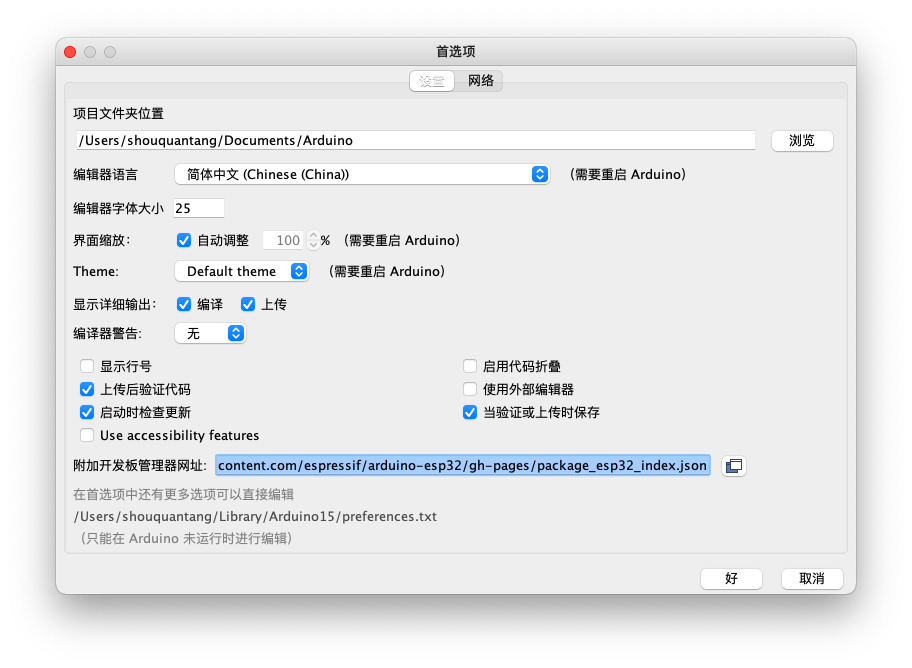 首选项
设置 网络
项目文件夹位置
/Users/shouquantang/Documents/Arduino 浏览
编辑器语言 简体中文 (Chinese (China)) (需要重启 Arduino)
编辑器字体大小 25
界面缩放: 自动调整 100 % (需要重启 Arduino)
Theme: Default theme (需要重启 Arduino)
显示详细输出: 编译 上传
编译器警告: 无
显示行号 启用代码折叠
上传后验证代码 使用外部编辑器
启动时检查更新 当验证或上传时保存
Use accessibility features
附加开发板管理器网址: content.com/espressif/arduino-esp32/gh-pages/package_esp32_index.json
在首选项中还有更多选项可以直接编辑
/Users/shouquantang/Library/Arduino15/preferences.txt
(只能在 Arduino 未运行时进行编辑)
好 取消